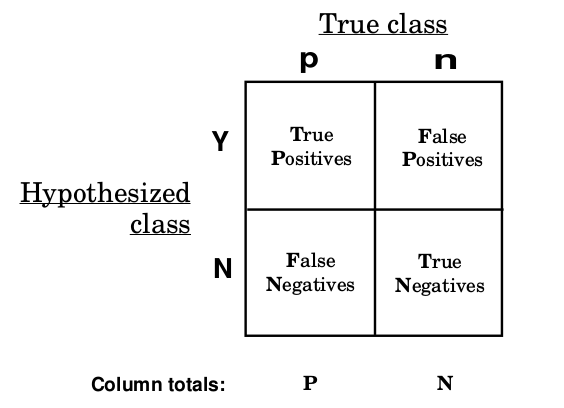 True class
p n
Y
True
Positives
False
Positives
Hypothesized
class
N
False
Negatives
True
Negatives
Column totals: P N